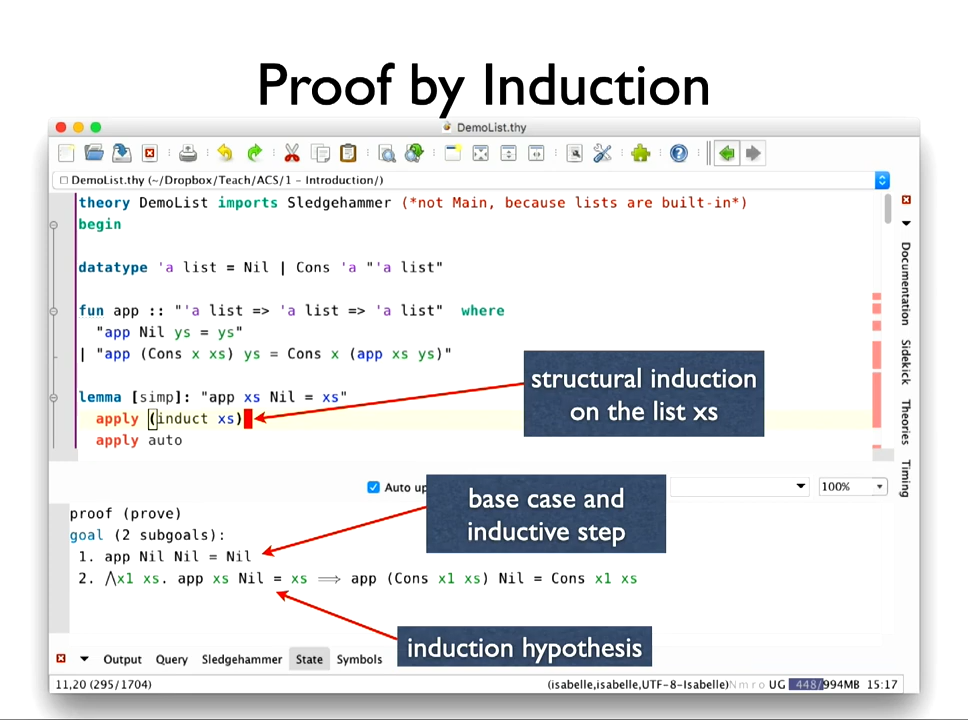 Proof by Induction
DemoList.thy
DemoList.thy (~/Dropbox/Teach/ACS/1 – Introduction/)
theory DemoList imports Sledgehammer (*not Main, because lists are built-in*)
begin
datatype 'a list = Nil | Cons 'a "'a list"
fun app :: "'a list => 'a list => 'a list" where
"app Nil ys = ys"
| "app (Cons x xs) ys = Cons x (app xs ys)"
lemma [simp]: "app xs Nil = xs"
apply (induct xs)
apply auto
structural induction
on the list xs
Documentation
Sidekick
Theories
Timing
Auto up
100%
base case and
inductive step
proof (prove)
goal (2 subgoals):
1. app Nil Nil = Nil
2. ⋀x1 xs. app xs Nil = xs ⟹ app (Cons x1 xs) Nil = Cons x1 xs
induction hypothesis
Output Query Sledgehammer State Symbols
11,20 (295/1704)
(isabelle,isabelle,UTF-8-Isabelle)N m r o UG 448/994MB 15:17